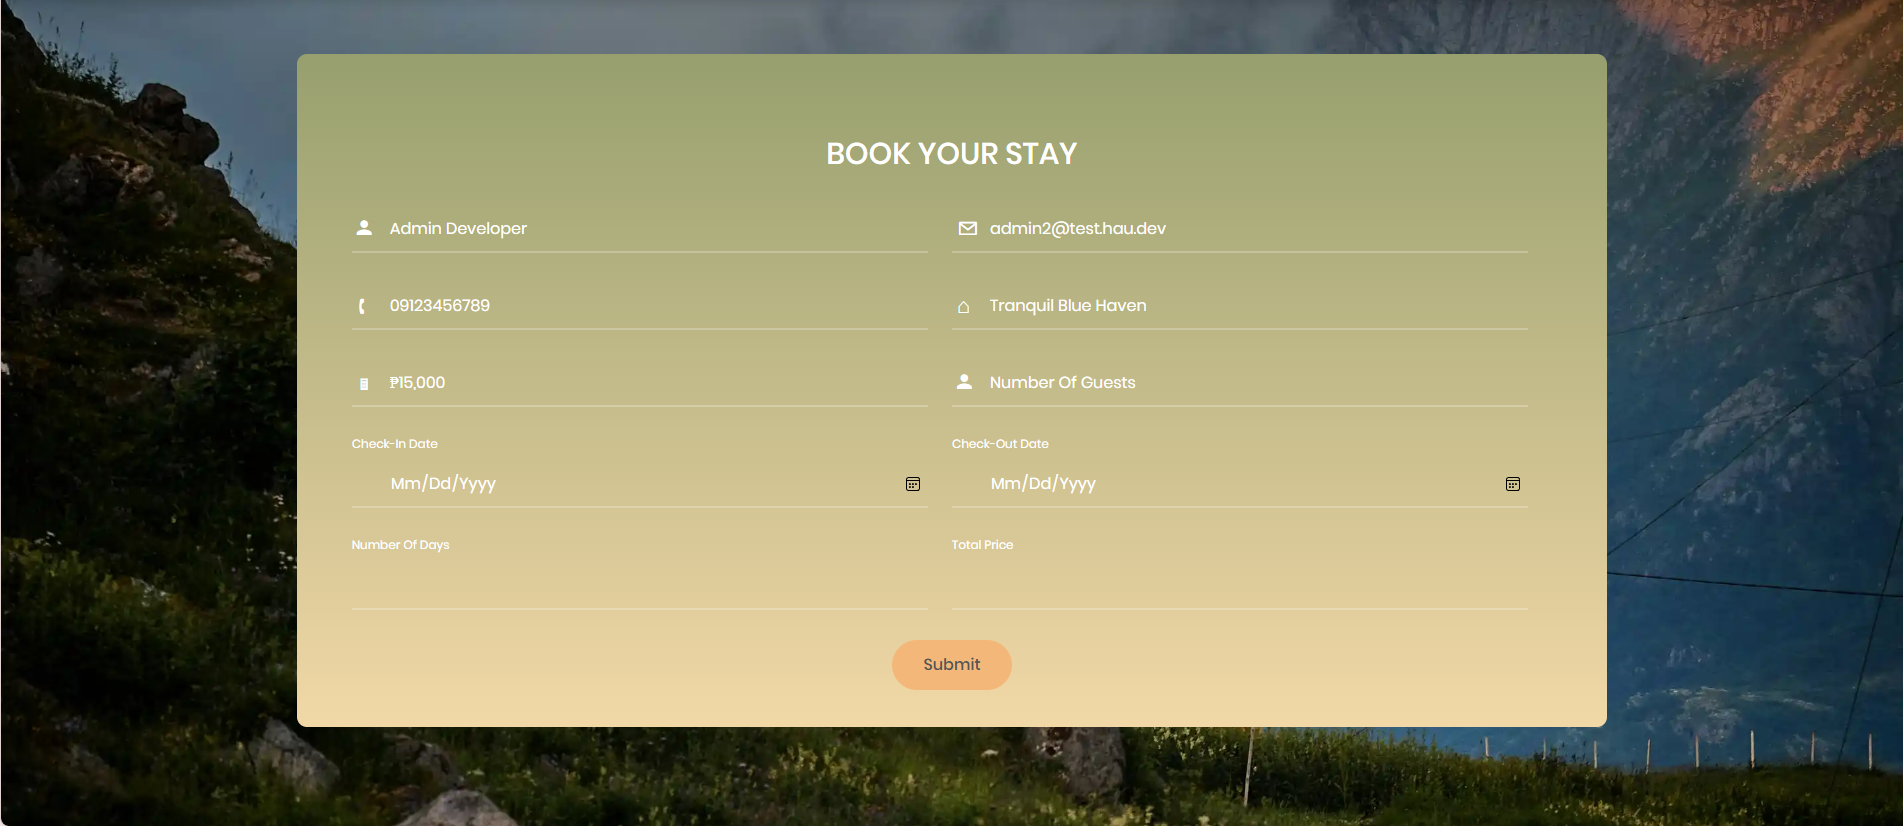 BOOK YOUR STAY
Admin Developer
admin2@test.hau.dev
09123456789
Tranquil Blue Haven
₱15,000
Number Of Guests
Check-In Date
Check-Out Date
Mm/Dd/Yyyy
Mm/Dd/Yyyy
Number Of Days
Total Price
Submit